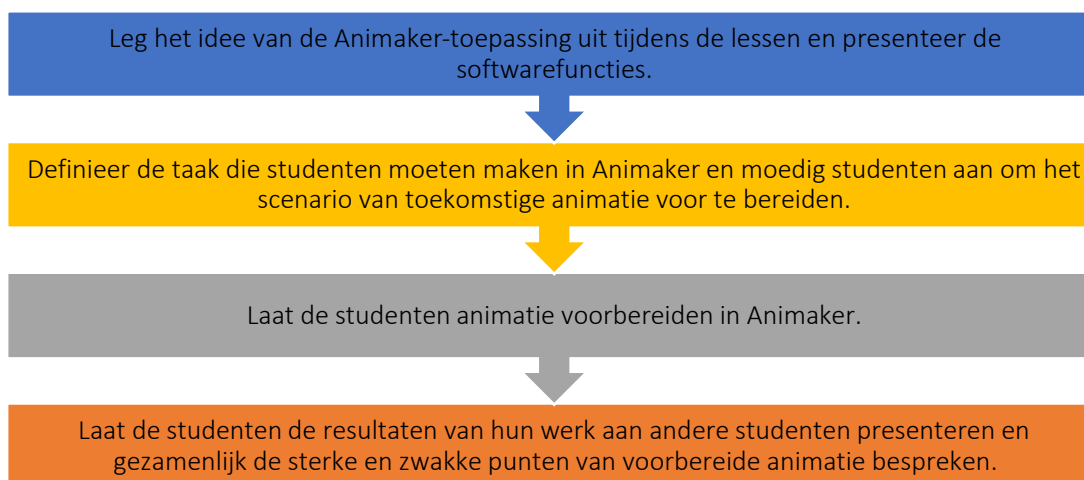 Leg het idee van de Animaker-toepassing uit tijdens de lessen en presenteer de
softwarefuncties.
Definieer de taak die studenten moeten maken in Animaker en moedig studenten aan om het
scenario van toekomstige animatie voor te bereiden.
Laat de studenten animatie voorbereiden in Animaker.
Laat de studenten de resultaten van hun werk aan andere studenten presenteren en
gezamenlijk de sterke en zwakke punten van voorbereide animatie bespreken.